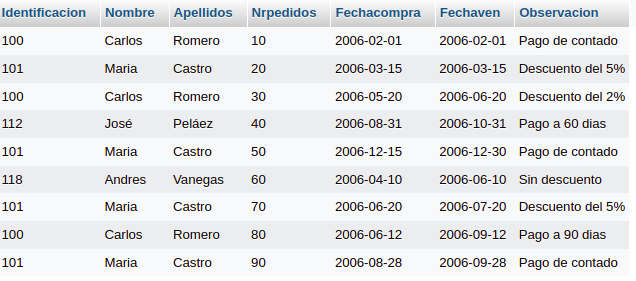 Identificacion Nombre Apellidos Nrpedidos Fechacompra Fechaven Observacion
100 Carlos Romero 10 2006-02-01 2006-02-01 Pago de contado
101 Maria Castro 20 2006-03-15 2006-03-15 Descuento del 5%
100 Carlos Romero 30 2006-05-20 2006-06-20 Descuento del 2%
112 José Peláez 40 2006-08-31 2006-10-31 Pago a 60 dias
101 Maria Castro 50 2006-12-15 2006-12-30 Pago de contado
118 Andres Vanegas 60 2006-04-10 2006-06-10 Sin descuento
101 Maria Castro 70 2006-06-20 2006-07-20 Descuento del 5%
100 Carlos Romero 80 2006-06-12 2006-09-12 Pago a 90 dias
101 Maria Castro 90 2006-08-28 2006-09-28 Pago de contado